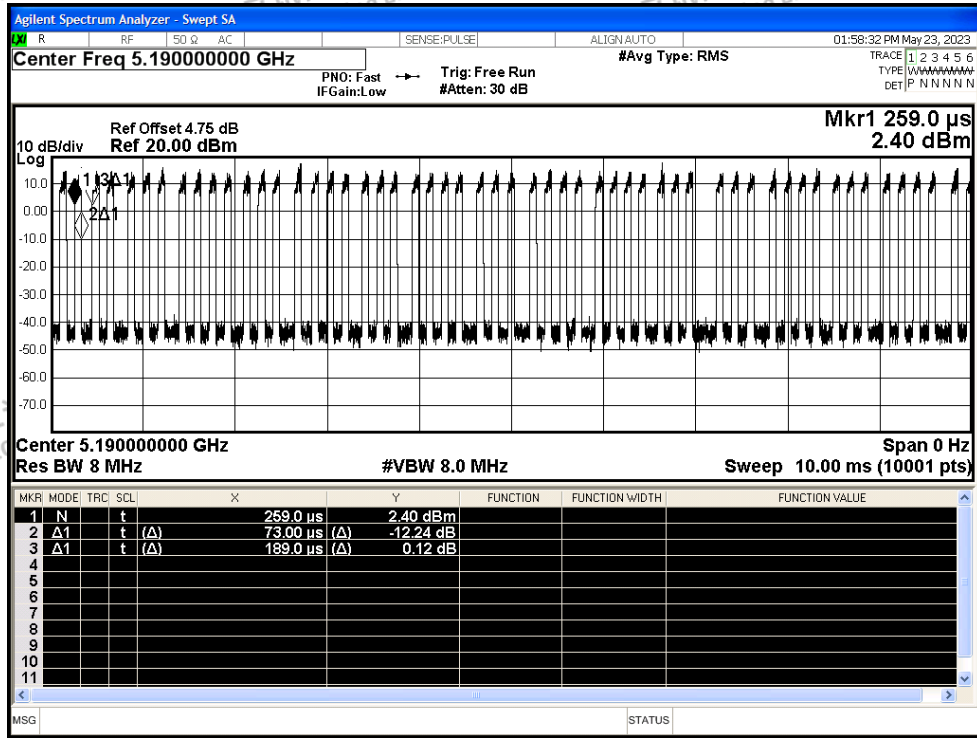 Agilent Spectrum Analyzer - Swept SA
LXI R RF 50 Ω AC SENSE:PULSE ALIGN AUTO 01:58:32 PM May 23, 2023
Center Freq 5.190000000 GHz
#Avg Type: RMS
TRACE 1 2 3 4 5 6
PNO: Fast Trig: Free Run
TYPE
IFGain:Low #Atten: 30 dB
DET P N N N N N
Mkr1 259.0 µs
Ref Offset 4.75 dB
10 dB/div Ref 20.00 dBm
2.40 dBm
Log
10.0
1 3Δ1
0.00
2Δ1
-10.0
-20.0
-30.0
-40.0
-50.0
-60.0
-70.0
Center 5.190000000 GHz Span 0 Hz
Res BW 8 MHz #VBW 8.0 MHz Sweep 10.00 ms (10001 pts)
MKR MODE TRC SCL X Y FUNCTION FUNCTION WIDTH FUNCTION VALUE
1 N t 259.0 µs 2.40 dBm
2 Δ1 t (Δ) 73.00 µs (Δ) -12.24 dB
3 Δ1 t (Δ) 189.0 µs (Δ) 0.12 dB
4
5
6
7
8
9
10
11
MSG STATUS